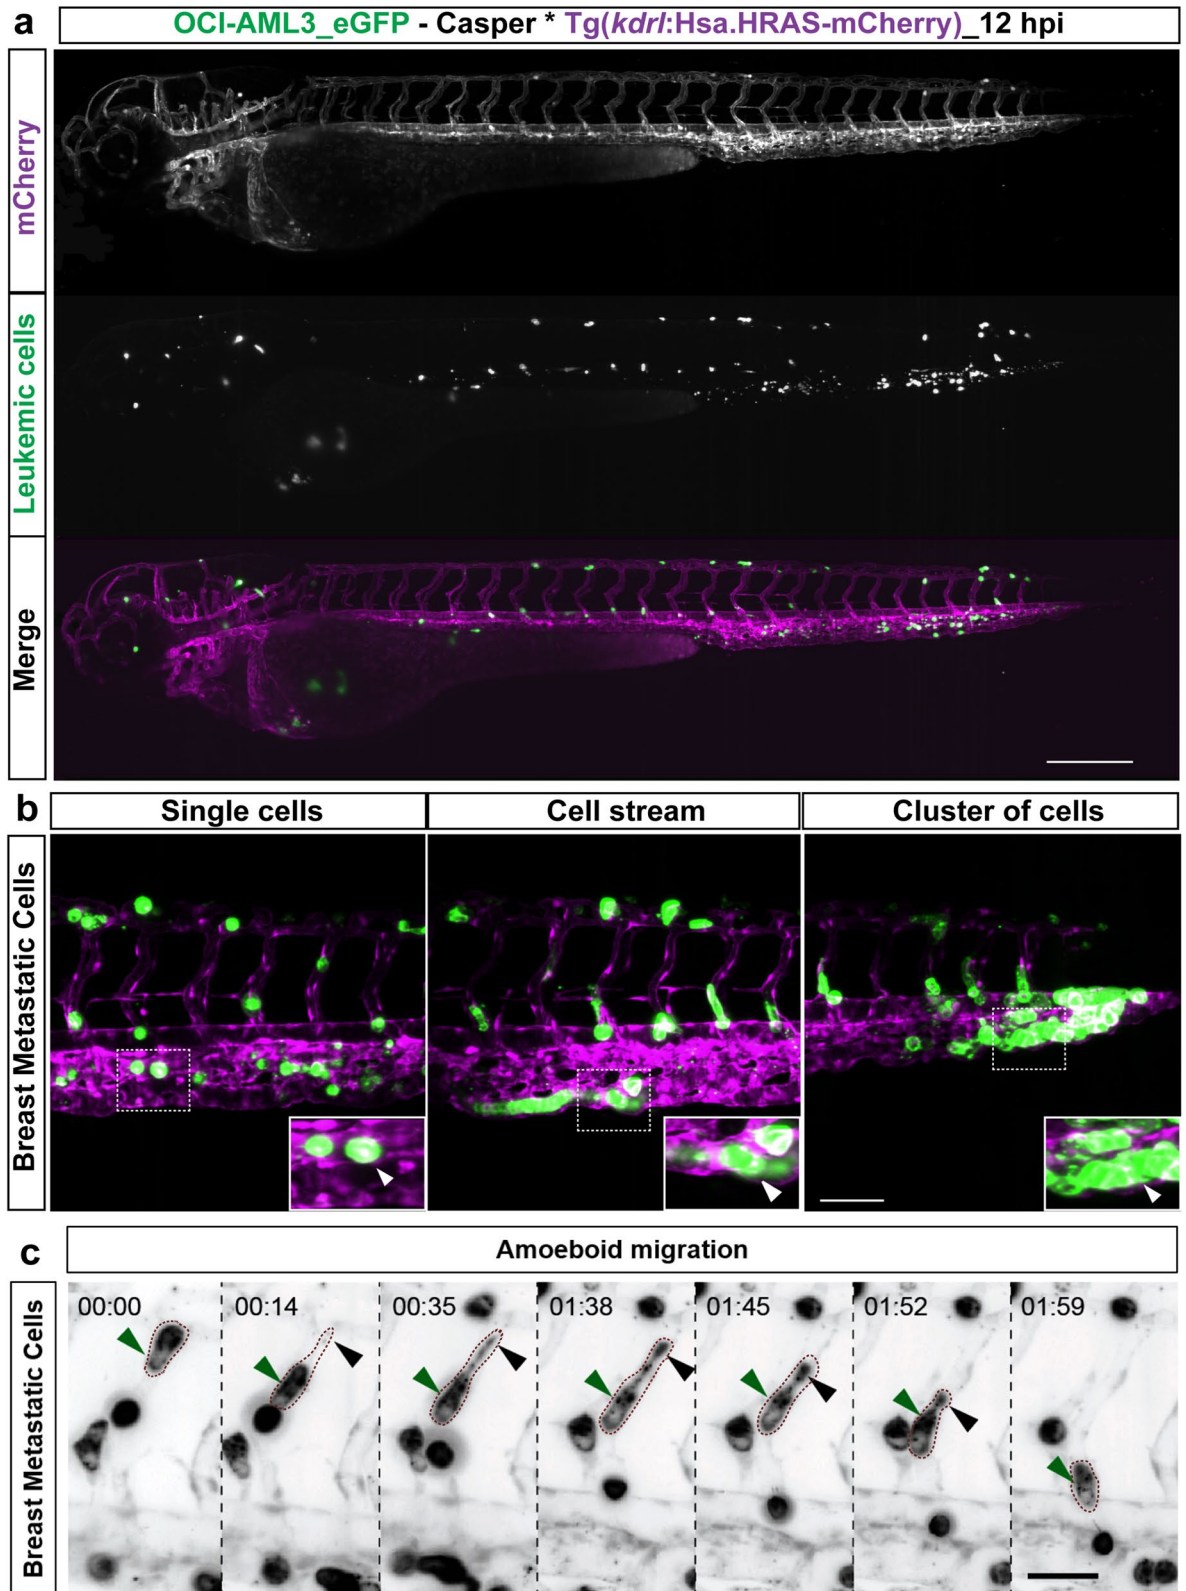 a
OCI-AML3_eGFP - Casper * Tg(kdrl:Hsa.HRAS-mCherry)_12 hpi
mCherry
Leukemic cells
Merge
b
Single cells
Cell stream
Cluster of cells
Breast Metastatic Cells
c
Amoeboid migration
Breast Metastatic Cells
00:00
00:14
00:35
01:38
01:45
01:52
01:59